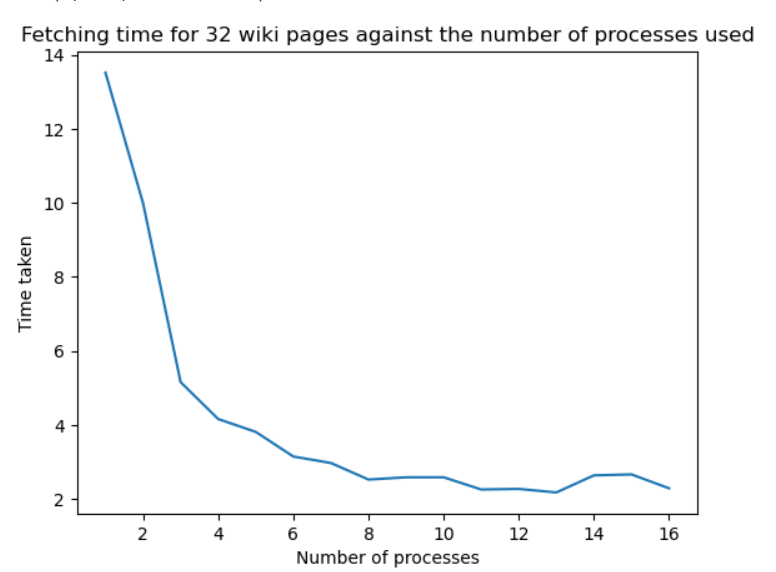 Fetching time for 32 wiki pages against the number of processes used
14
12
10
8
6
4
2
Time taken
2 4 6 8 10 12 14 16
Number of processes